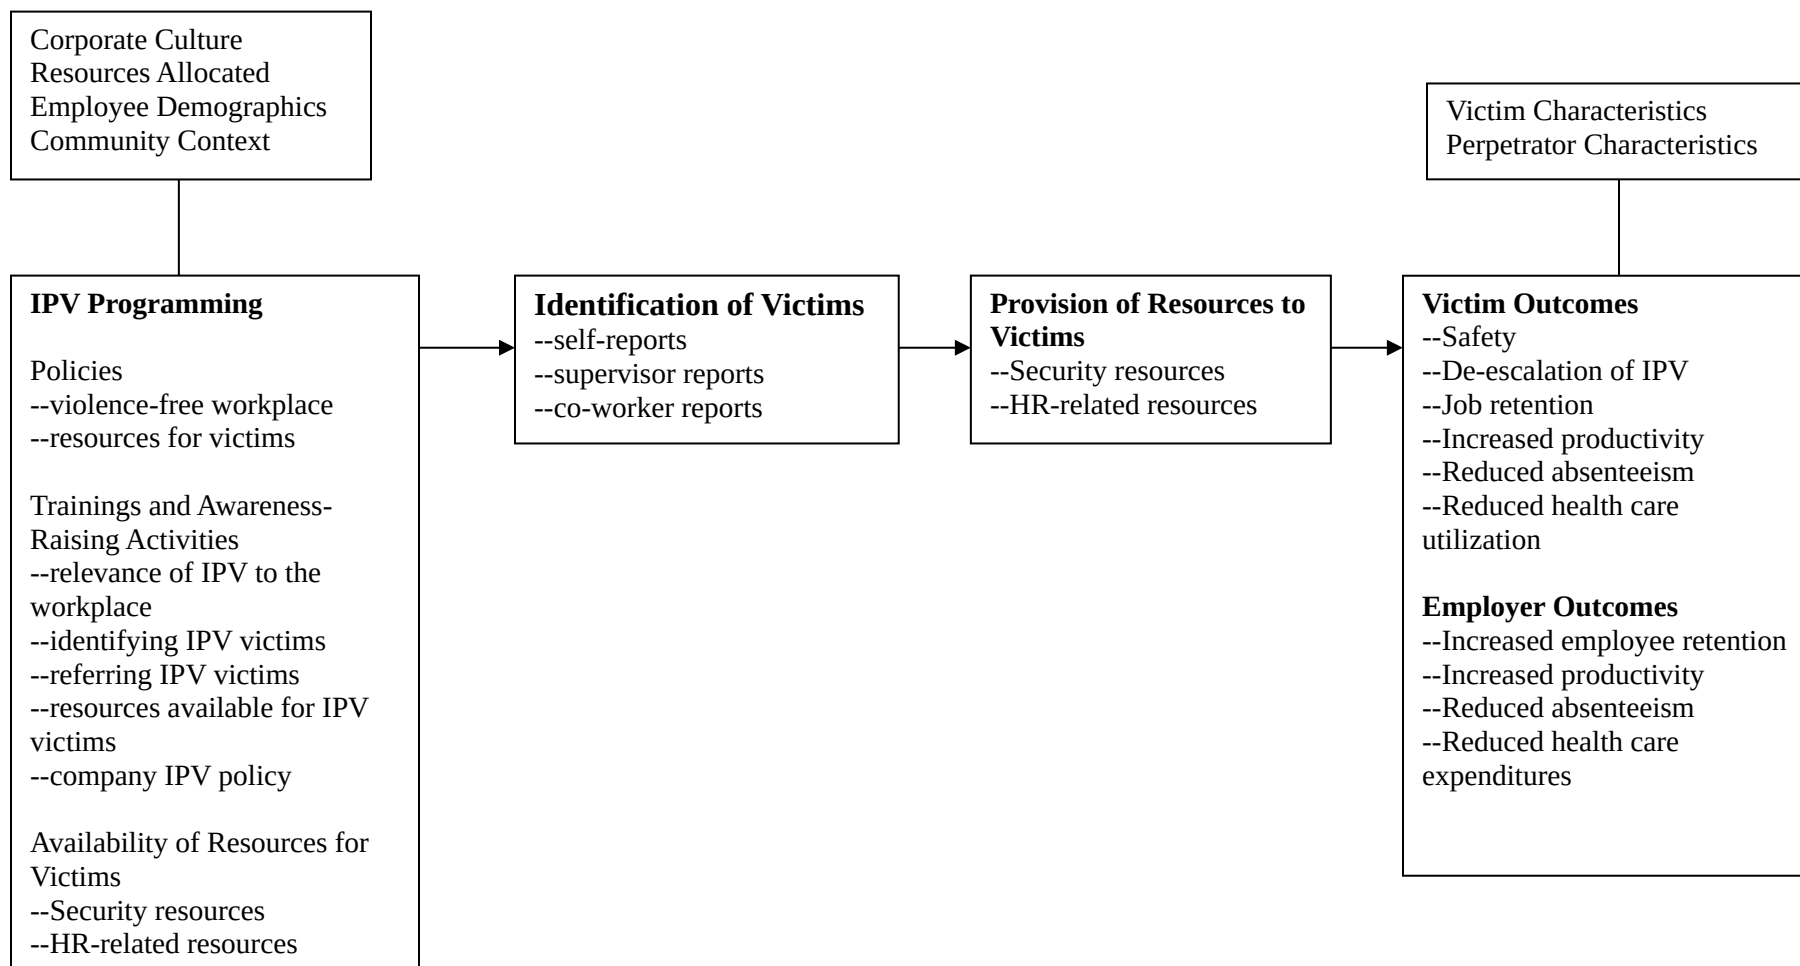 Corporate Culture
Resources Allocated
Employee Demographics
Community Context
Victim Characteristics
Perpetrator Characteristics
IPV Programming
Policies
--violence-free workplace
--resources for victims
Trainings and Awareness-
Raising Activities
--relevance of IPV to the
workplace
--identifying IPV victims
--referring IPV victims
--resources available for IPV
victims
--company IPV policy
Availability of Resources for
Victims
--Security resources
--HR-related resources
Identification of Victims
--self-reports
--supervisor reports
--co-worker reports
Provision of Resources to
Victims
--Security resources
--HR-related resources
Victim Outcomes
--Safety
--De-escalation of IPV
--Job retention
--Increased productivity
--Reduced absenteeism
--Reduced health care
utilization
Employer Outcomes
--Increased employee retention
--Increased productivity
--Reduced absenteeism
--Reduced health care
expenditures